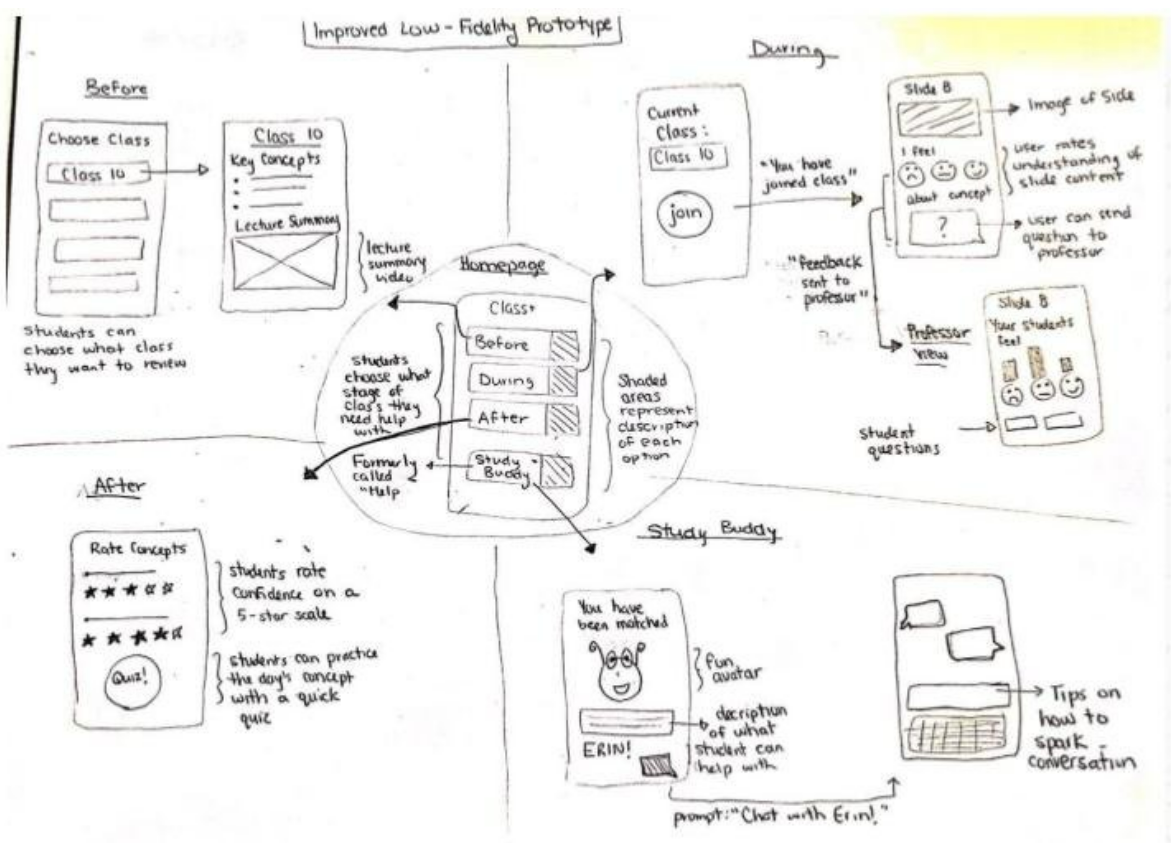 Improved Low-Fidelity Prototype
Before
Choose Class
Class 10
Students can
choose what class
they want to review
Class 10
Key Concepts
Lecture Summary
lecture
summary
video
During
Current
Class:
Class 10
join
"You have
joined class"
Slide 8
I feel
about concept
?
Image of Side
user rates
understanding of
slide content
user can send
question to
professor
"feedback
sent to
professor"
Professor
view
Slide 8
Your students
feel
student
questions
Homepage
Class+
Before
During
After
Study
Buddy
Students
choose what
stage of
class they
need help
with
Formerly
called
"Help
Shaded
areas
represent
description
of each
option
After
Rate Concepts
Quiz!
students rate
confidence on a
5-star scale
students can practice
the day's concept
with a quick
quiz
Study Buddy
You have
been matched
ERIN!
fun
avatar
decription
of what
student can
help with
prompt: "Chat with Erin!"
Tips on
how to
spark
conversation